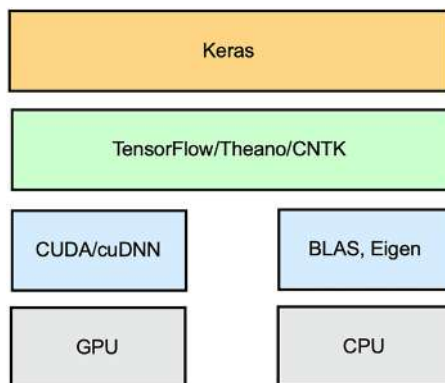 Keras
TensorFlow/Theano/CNTK
CUDA/cuDNN
BLAS, Eigen
GPU
CPU